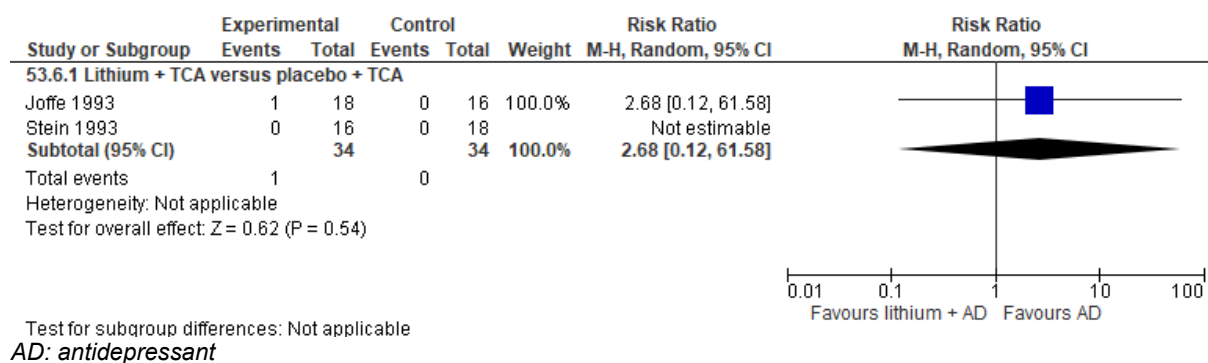 Experimental Control Risk Ratio Risk Ratio
Study or Subgroup Events Total Events Total Weight M-H, Random, 95% CI M-H, Random, 95% CI
53.6.1 Lithium + TCA versus placebo + TCA
Joffe 1993 1 18 0 16 100.0% 2.68 [0.12, 61.58]
Stein 1993 0 16 0 18 Not estimable
Subtotal (95% CI) 34 34 100.0% 2.68 [0.12, 61.58]
Total events 1 0
Heterogeneity: Not applicable
Test for overall effect: Z = 0.62 (P = 0.54)
0.01 0.1 1 10 100
Favours lithium + AD Favours AD
Test for subgroup differences: Not applicable
AD: antidepressant